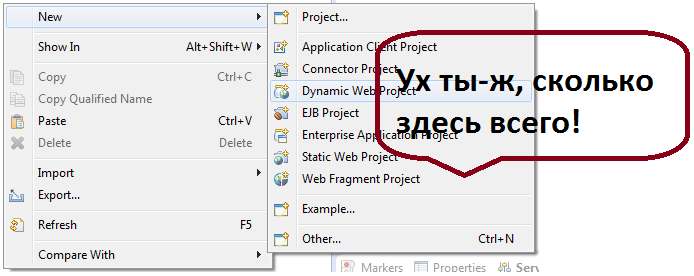 New
Show In Alt+Shift+W
Copy Ctrl+C
Copy Qualified Name
Paste Ctrl+V
Delete Delete
Import
Export...
Refresh F5
Compare With
Project...
Application Client Project
Connector Project
Dynamic Web Project
EJB Project
Enterprise Application Project
Static Web Project
Web Fragment Project
Example...
Other... Ctrl+N
Ух ты-ж, сколько
здесь всего!
Markers Properties